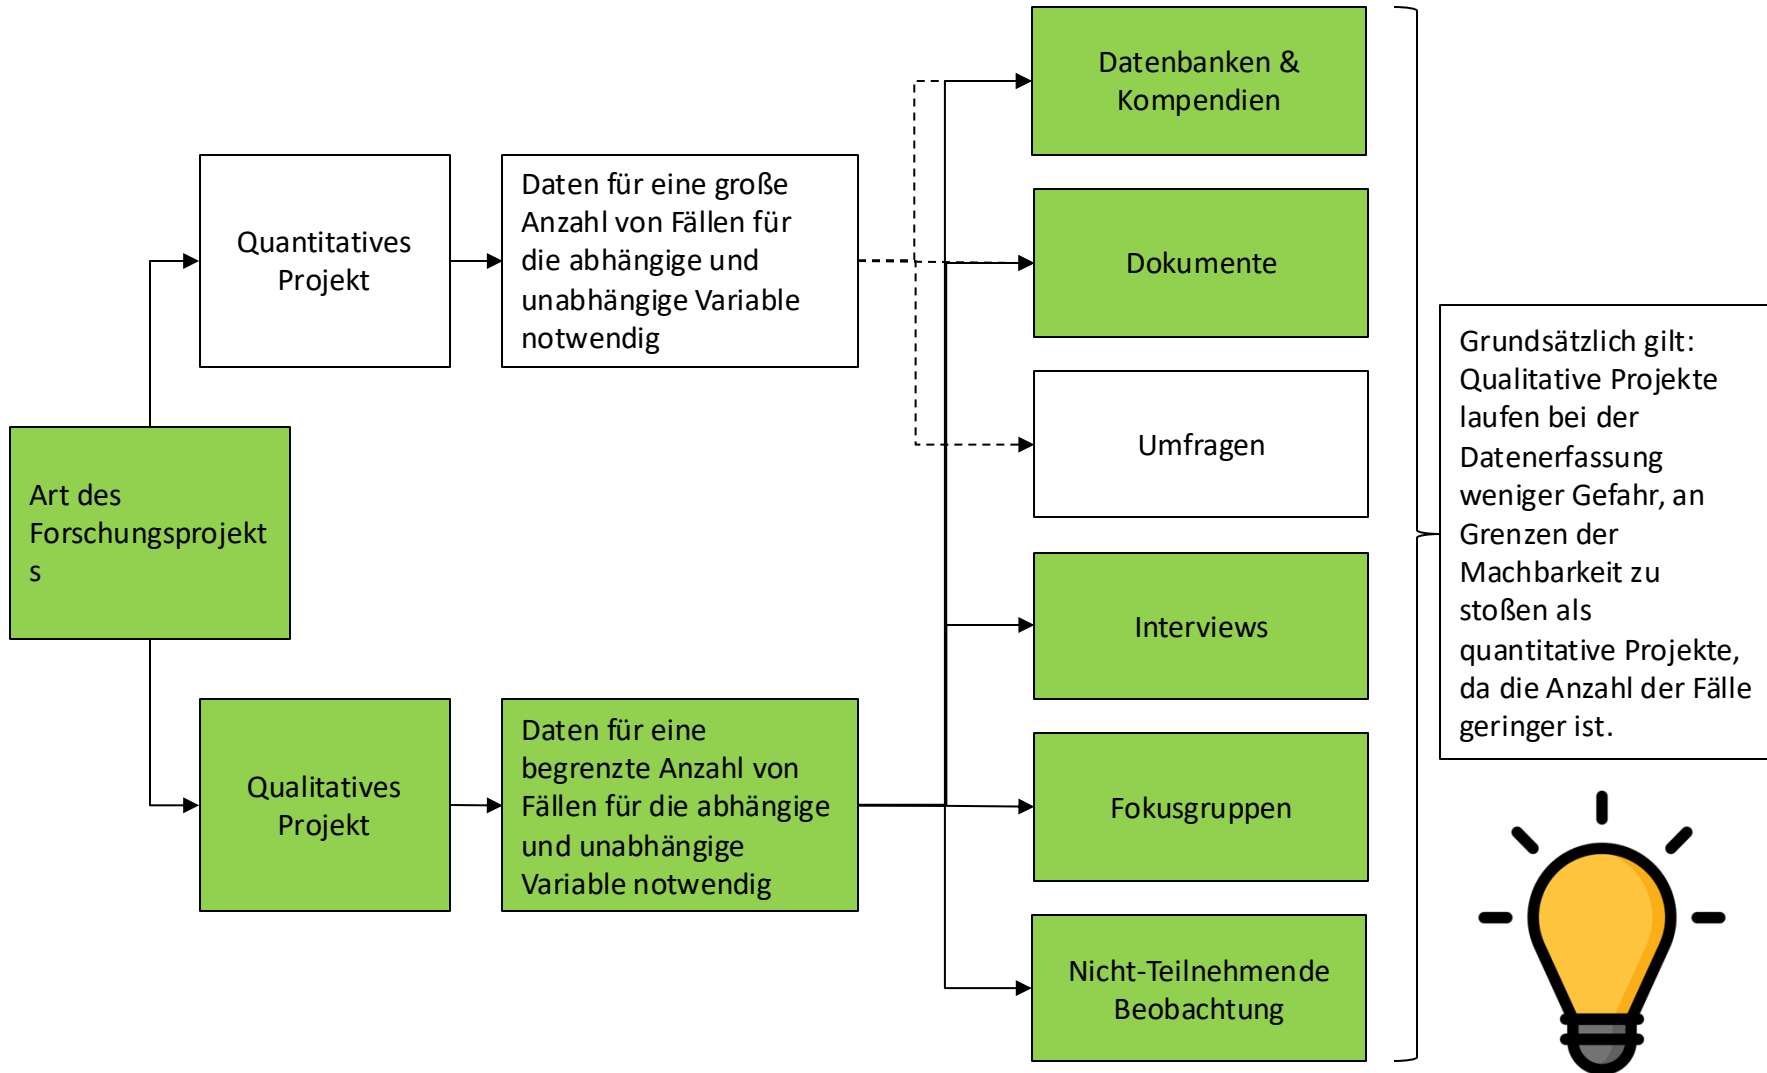 Art des
Forschungsprojekt
s
Quantitatives
Projekt
Daten für eine große
Anzahl von Fällen für
die abhängige und
unabhängige Variable
notwendig
Qualitatives
Projekt
Daten für eine
begrenzte Anzahl von
Fällen für die abhängige
und unabhängige
Variable notwendig
Datenbanken &
Kompendien
Dokumente
Umfragen
Interviews
Fokusgruppen
Nicht-Teilnehmende
Beobachtung
Grundsätzlich gilt:
Qualitative Projekte
laufen bei der
Datenerfassung
weniger Gefahr, an
Grenzen der
Machbarkeit zu
stoßen als
quantitative Projekte,
da die Anzahl der Fälle
geringer ist.